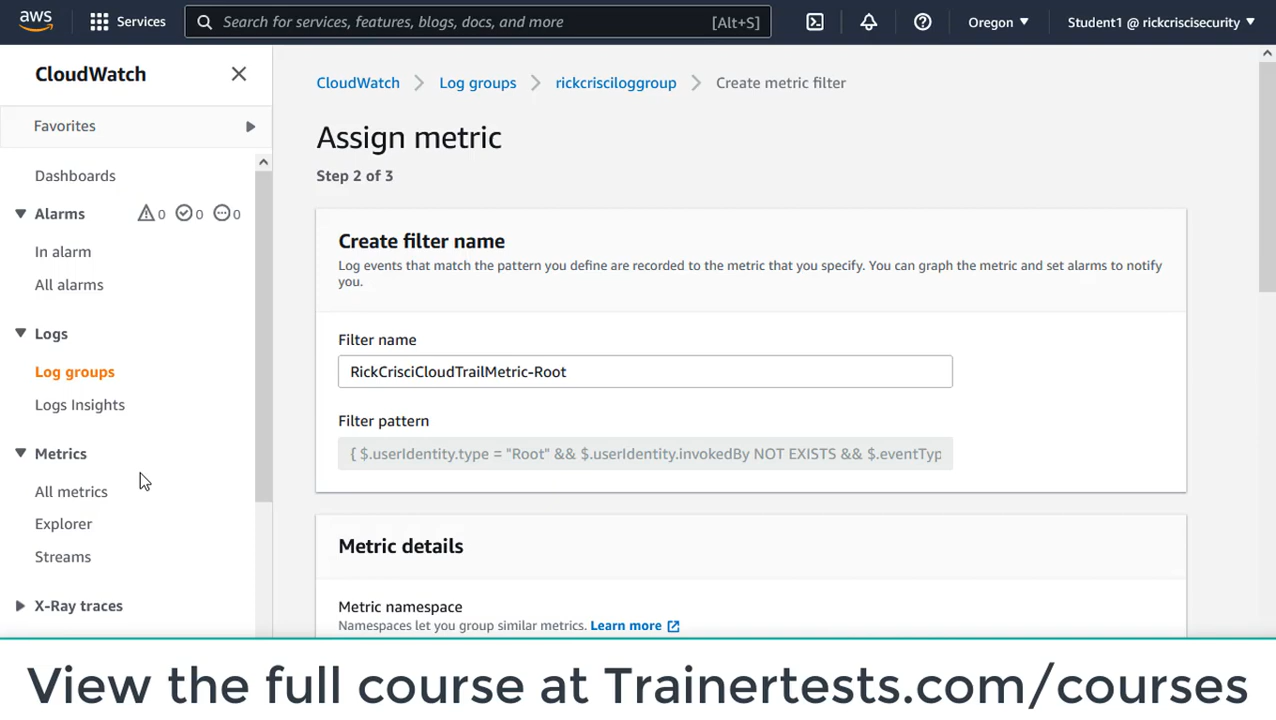 aws
Services
Search for services, features, blogs, docs, and more
[Alt+S]
Oregon
Student1 @ rickcriscisecurity
CloudWatch
Favorites
Dashboards
Alarms
0
0
0
In alarm
All alarms
Logs
Log groups
Logs Insights
Metrics
All metrics
Explorer
Streams
X-Ray traces
CloudWatch
Log groups
rickcrisciloggroup
Create metric filter
Assign metric
Step 2 of 3
Create filter name
Log events that match the pattern you define are recorded to the metric that you specify. You can graph the metric and set alarms to notify
you.
Filter name
RickCrisciCloudTrailMetric-Root
Filter pattern
{ $.userIdentity.type = "Root" && $.userIdentity.invokedBy NOT EXISTS && $.eventTyp
Metric details
Metric namespace
Namespaces let you group similar metrics. Learn more
View the full course at Trainertests.com/courses